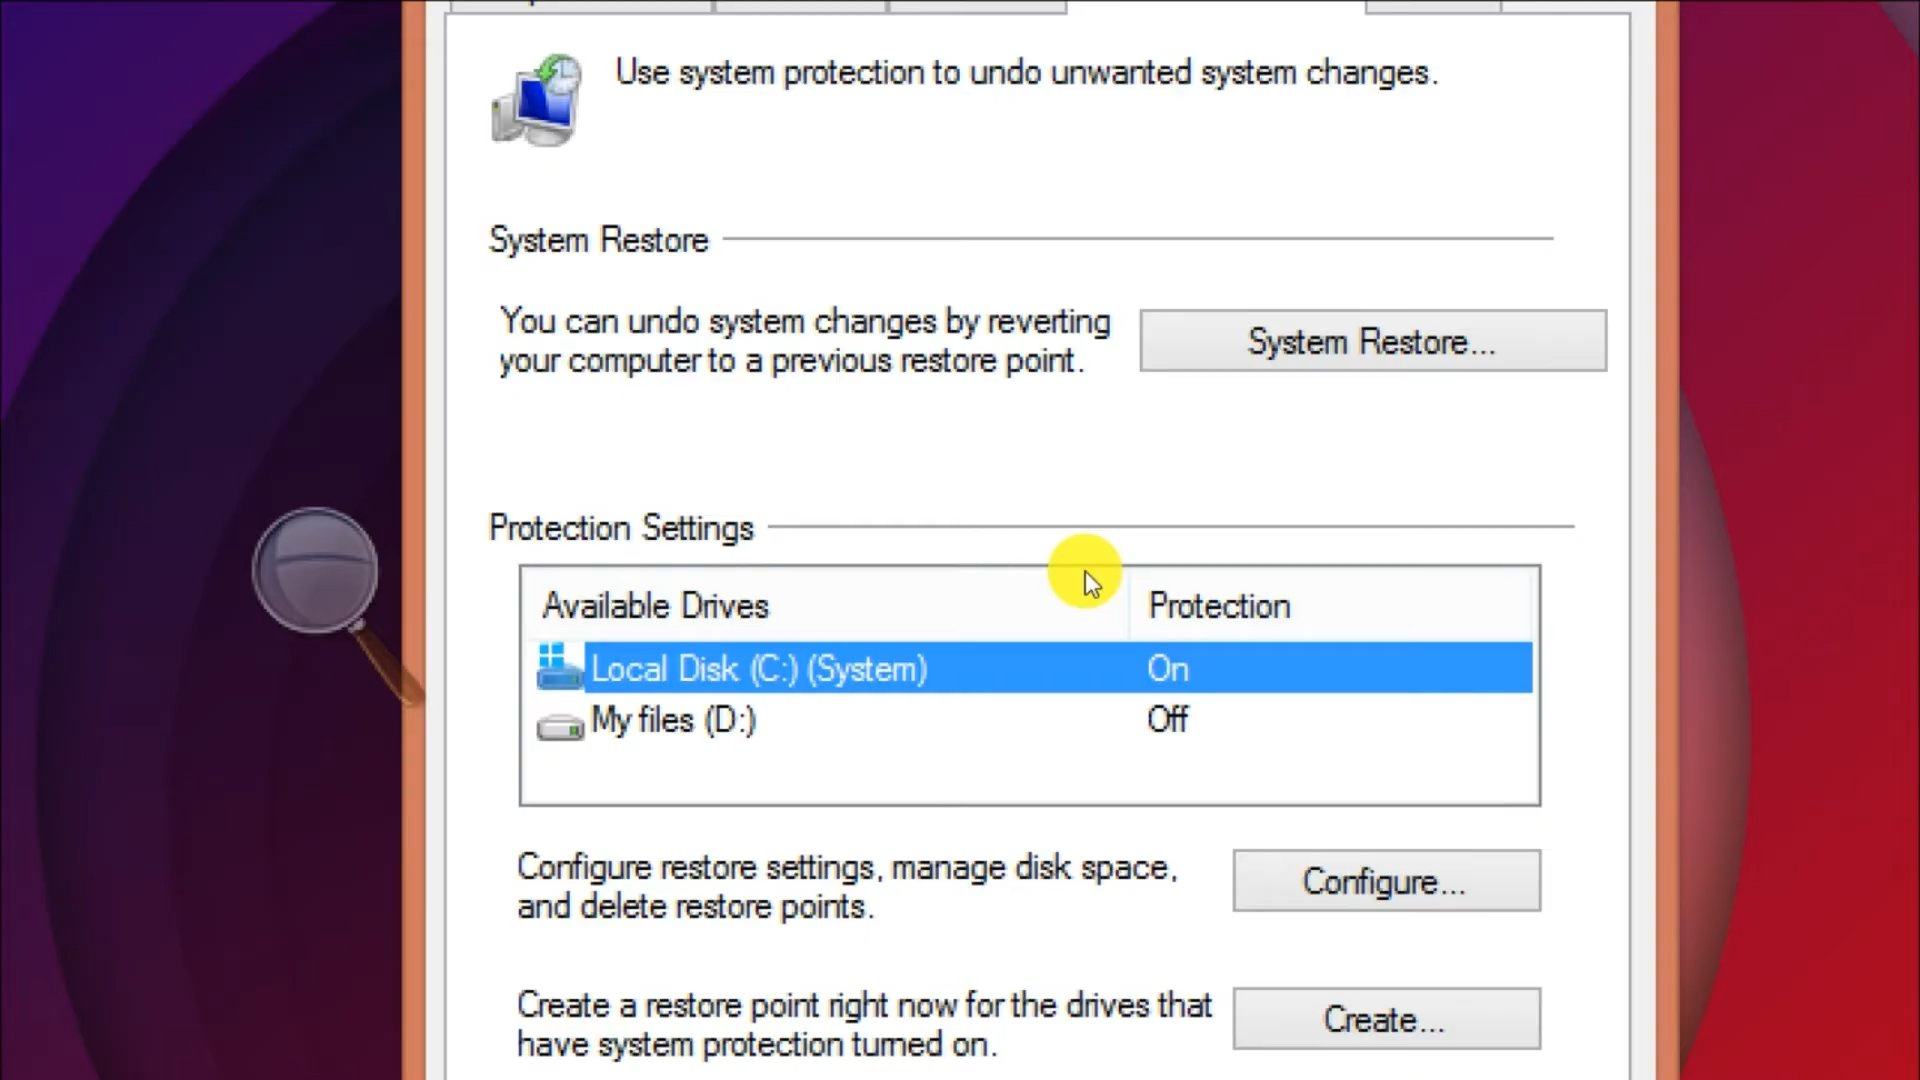 Use system protection to undo unwanted system changes.
System Restore
You can undo system changes by reverting
your computer to a previous restore point.
System Restore...
Protection Settings
Available Drives Protection
Local Disk (C:) (System) On
My files (D:) Off
Configure restore settings, manage disk space,
and delete restore points.
Configure...
Create a restore point right now for the drives that
have system protection turned on.
Create...